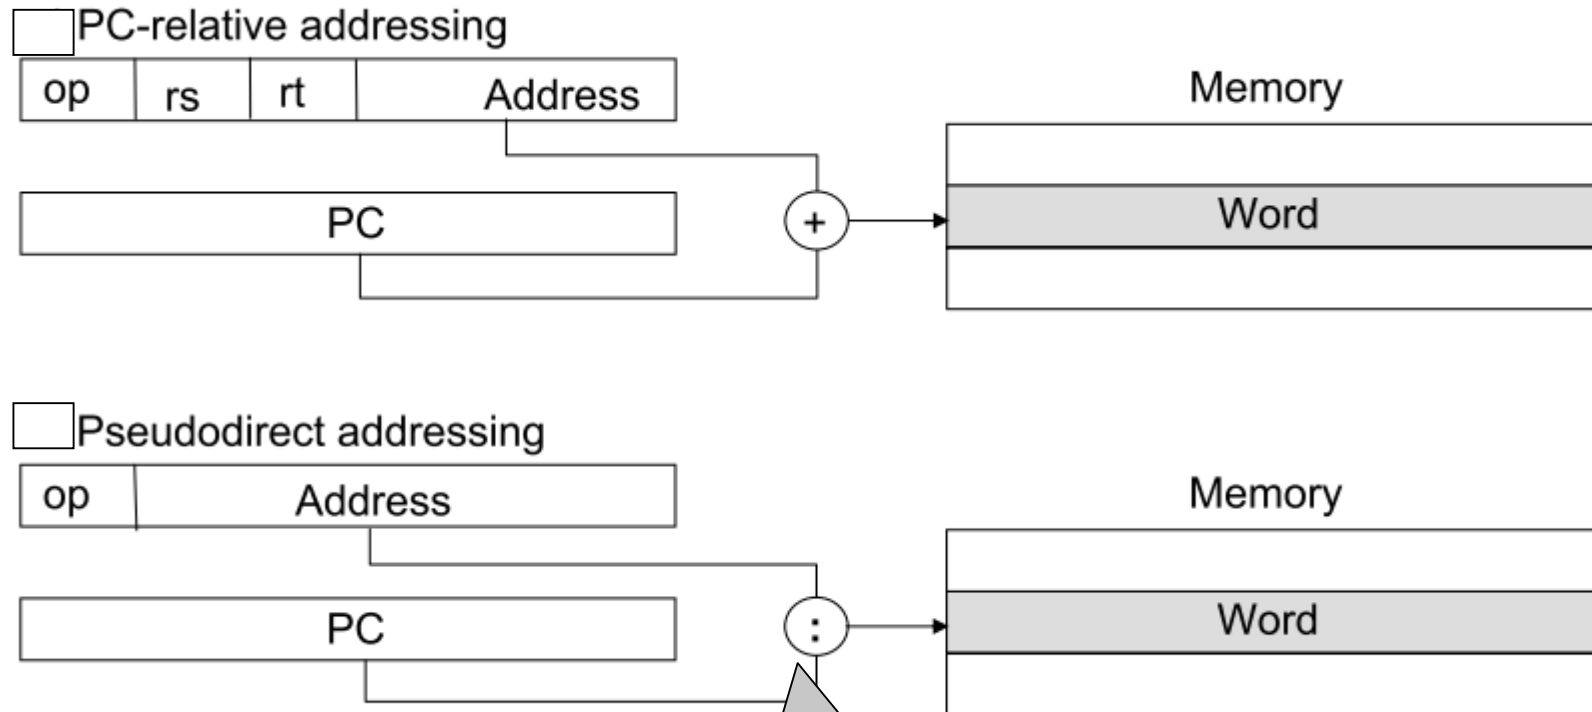 PC-relative addressing
op rs rt Address
Memory
PC
+
Word
Pseudodirect addressing
op Address
Memory
PC
:
Word